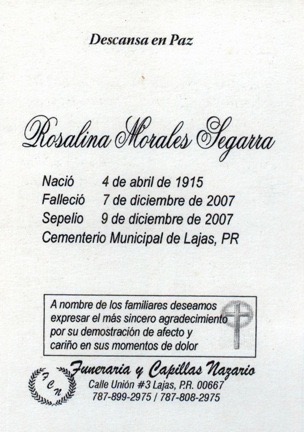 Descansa en Paz
Rosalina Morales Segarra
Nació 4 de abril de 1915
Falleció 7 de diciembre de 2007
Sepelio 9 de diciembre de 2007
Cementerio Municipal de Lajas, PR
A nombre de los familiares deseamos
expresar el más sincero agradecimiento
por su demostración de afecto y
cariño en sus momentos de dolor
FCN
Funeraria y Capillas Nazario
Calle Unión #3 Lajas, P.R. 00667
787-899-2975 / 787-808-2975